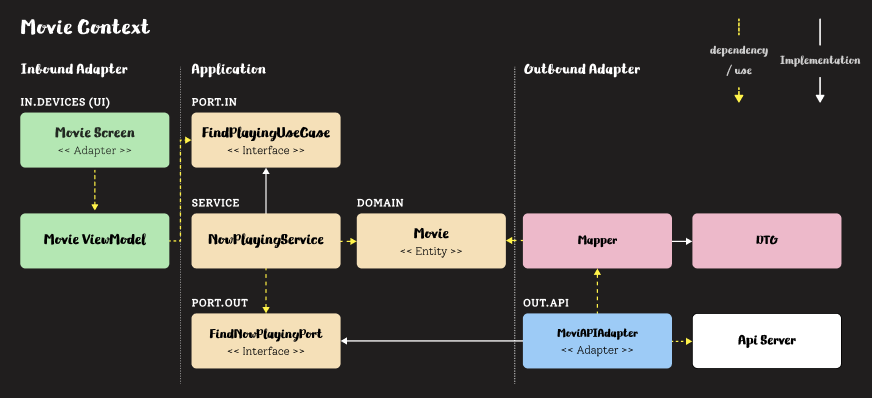 Movie Context
dependency
/ use
Implementation
Inbound Adapter
Application
Outbound Adapter
IN.DEVICES (UI)
PORT.IN
Movie Screen
<< Adapter >>
FindPlayingUseCase
<< Interface >>
SERVICE
DOMAIN
Movie ViewModel
NowPlayingService
Movie
<< Entity >>
Mapper
DTO
PORT.OUT
OUT.API
FindNowPlayingPort
<< Interface >>
MoviAPIAdapter
<< Adapter >>
Api Server